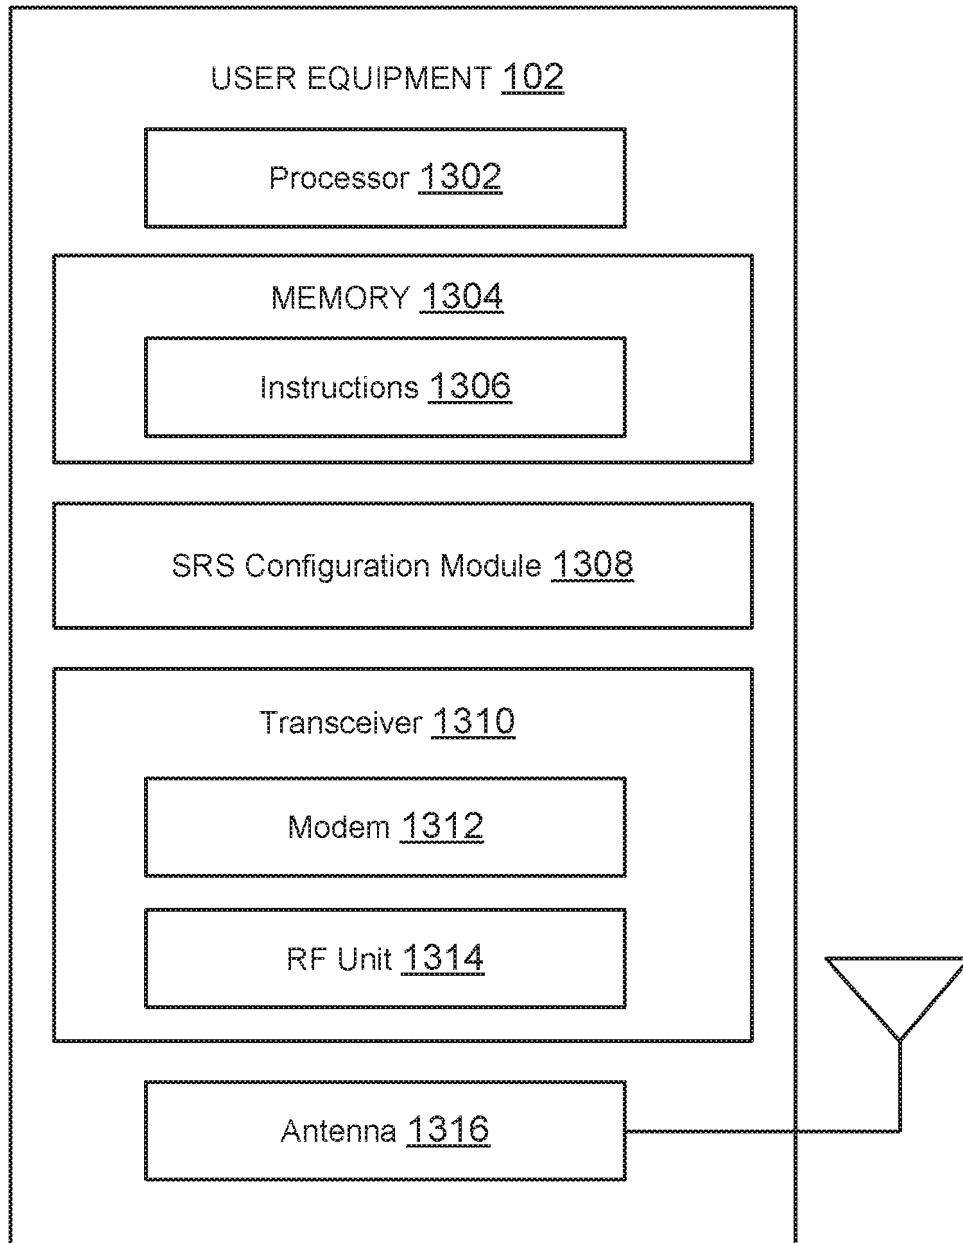 USER EQUIPMENT 102
Processor 1302
MEMORY 1304
Instructions 1306
SRS Configuration Module 1308
Transceiver 1310
Modem 1312
RF Unit 1314
Antenna 1316